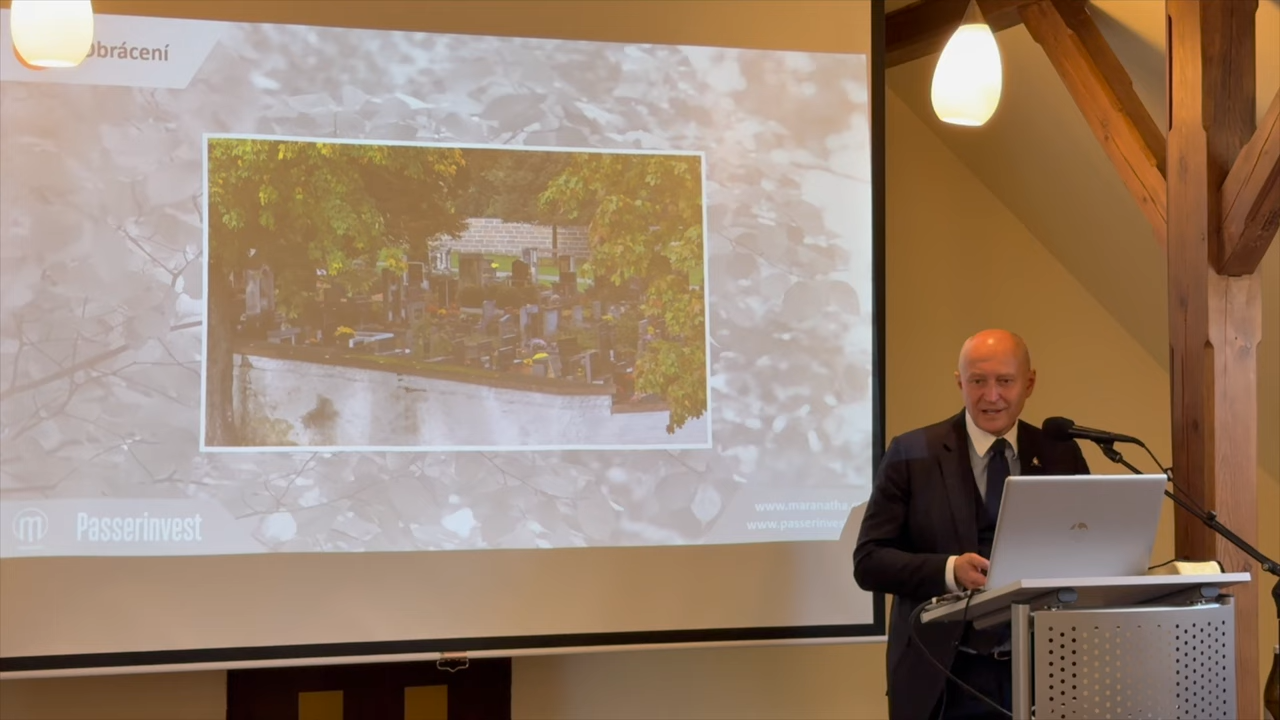 Obrácení
m
Passerinvest
www.maranatha.
www.passerinves